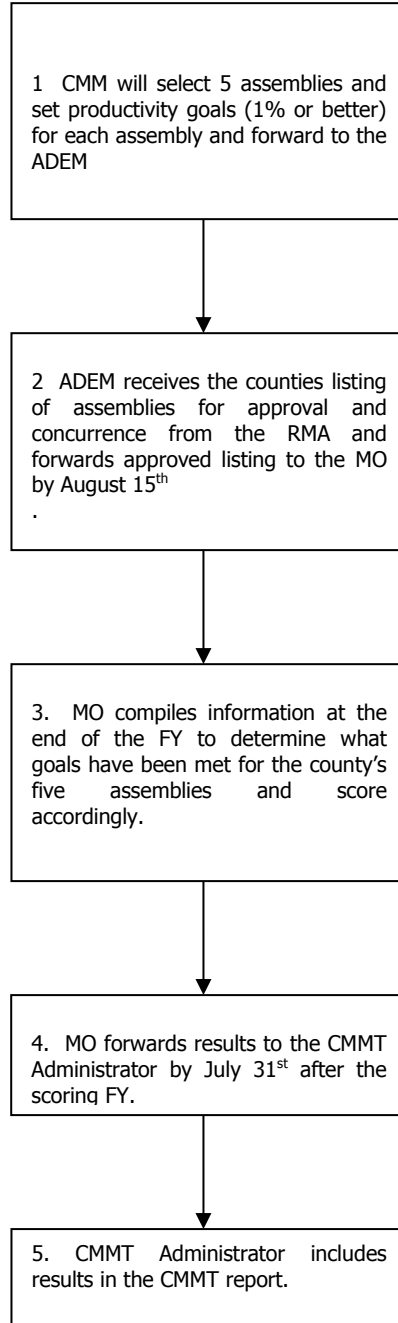 1 CMM will select 5 assemblies and
set productivity goals (1% or better)
for each assembly and forward to the
ADEM
2 ADEM receives the counties listing
of assemblies for approval and
concurrence from the RMA and
forwards approved listing to the MO
by August 15th
.
3. MO compiles information at the
end of the FY to determine what
goals have been met for the county's
five assemblies and score
accordingly.
4. MO forwards results to the CMMT
Administrator by July 31st after the
scoring FY.
5. CMMT Administrator includes
results in the CMMT report.